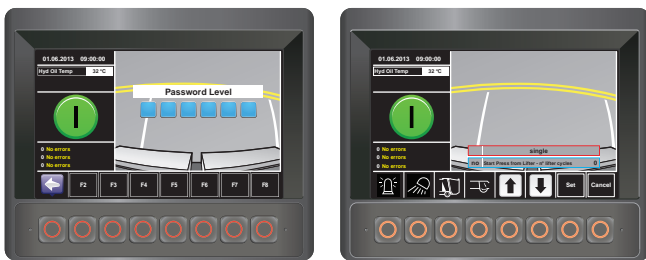 01.06.2013 09:00:00
Hyd Oil Temp 32 °C
Password Level
0 No errors
0 No errors
0 No errors
F2 F3 F4 F5 F6 F7 F8
01.06.2013 09:00:00
Hyd Oil Temp 32 °C
0 No errors
0 No errors
0 No errors
single
no Start Press from Lifter - n° lifter cycles 0
Set Cancel